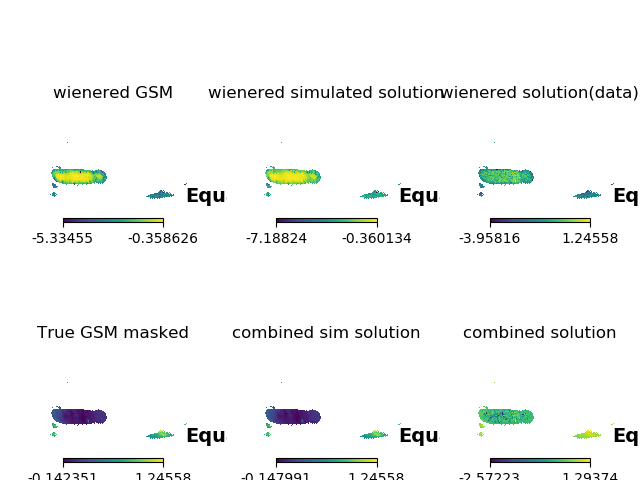 wienered GSM
wienered simulated solution
wienered solution(data)
Equ
Equ
Eq
-5.33455 -0.358626
-7.18824 -0.360134
-3.95816 1.24558
True GSM masked
combined sim solution
combined solution
Equ
Equ
Eq
-0.142351 1.24558
-0.147991 1.24558
-2.57223 1.29374